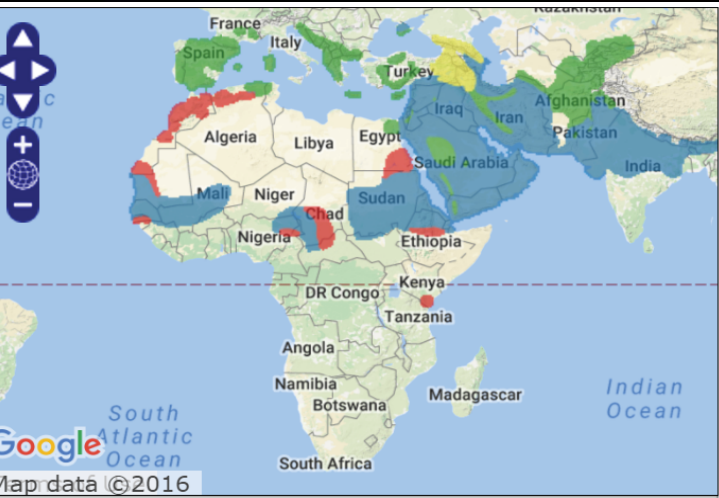 Kazakhstan
France
Italy
Spain
Turkey
Afghanistan
Iraq
Iran
Algeria
Libya
Egypt
Pakistan
Saudi Arabia
India
Mali
Niger
Sudan
Chad
Nigeria
Ethiopia
Kenya
DR Congo
Tanzania
Angola
Namibia
Botswana
Madagascar
Indian
Ocean
South
Atlantic
Ocean
South Africa
Google
Map data ©2016